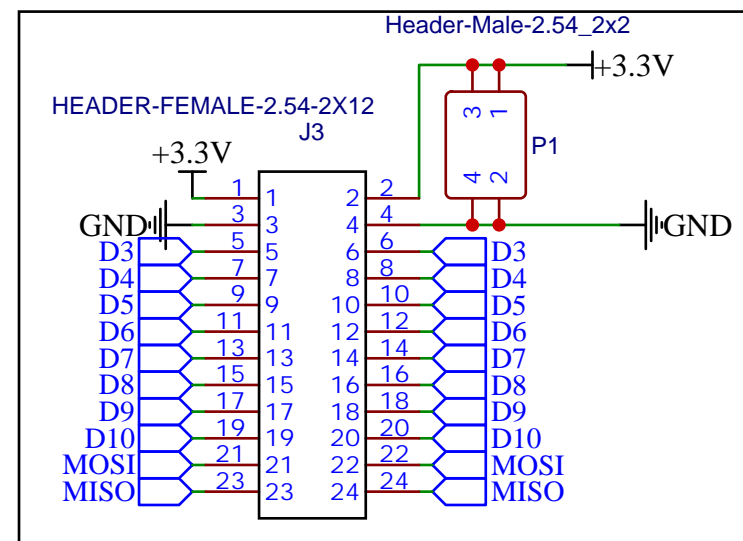 Header-Male-2.54_2x2
+3.3V
HEADER-FEMALE-2.54-2X12
J3
3 1
P1
4 2
+3.3V
1 1 2 2
GND 3 3 4 4 GND
D3 5 5 6 6 D3
D4 7 7 8 8 D4
D5 9 9 10 10 D5
D6 11 11 12 12 D6
D7 13 13 14 14 D7
D8 15 15 16 16 D8
D9 17 17 18 18 D9
D10 19 19 20 20 D10
MOSI 21 21 22 22 MOSI
MISO 23 23 24 24 MISO